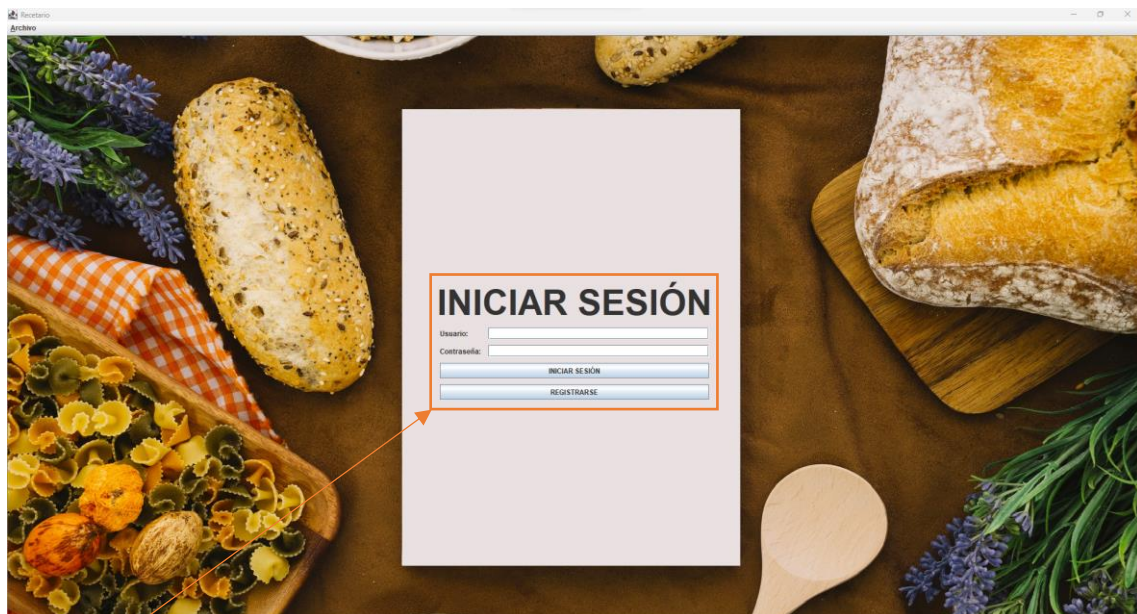 Recetario
Archivo
INICIAR SESIÓN
Usuario:
Contraseña:
INICIAR SESIÓN
REGISTRARSE